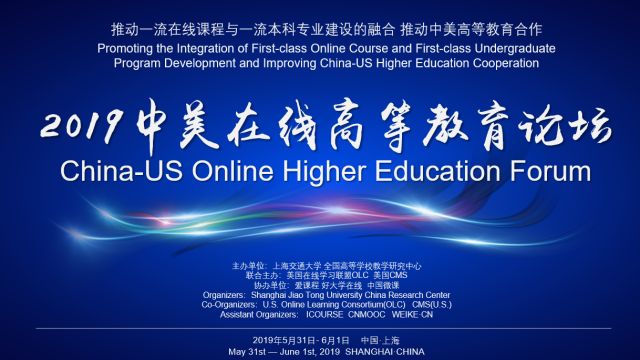 推动一流在线课程与一流本科专业建设的融合 推动中美高等教育合作
Promoting the Integration of First-class Online Course and First-class Undergraduate
Program Development and Improving China-US Higher Education Cooperation
2019中美在线高等教育论坛
China-US Online Higher Education Forum
主办单位：上海交通大学 全国高等学校教学研究中心
联合主办：美国在线学习联盟OLC 美国CMS
协办单位：爱课程 好大学在线 中国微课
Organizers：Shanghai Jiao Tong University China Research Center
Co-Organizers：U.S. Online Learning Consortium(OLC) CMS(U.S.)
Assistant Organizers： ICOURSE CNMOOC WEIKE·CN
2019年5月31日- 6月1日 中国·上海
May 31st — June 1st, 2019 SHANGHAI·CHINA